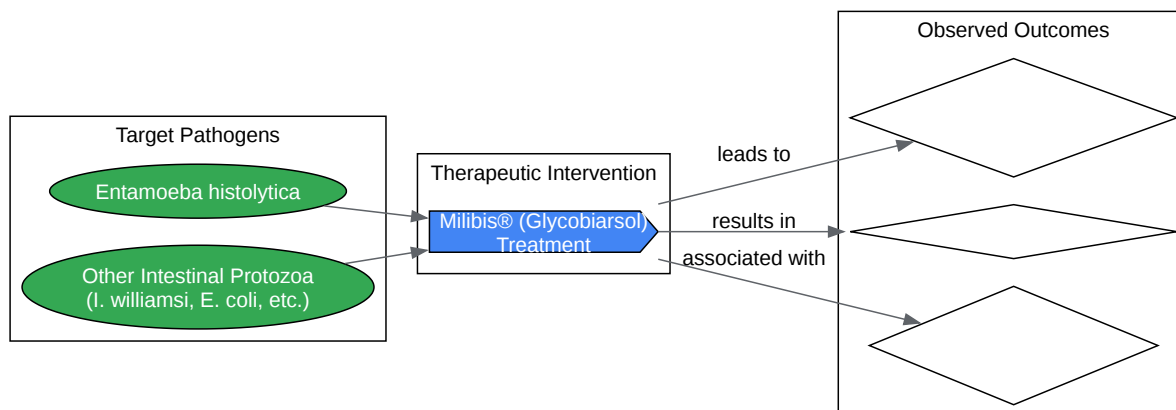 Target Pathogens
Entamoeba histolytica
Other Intestinal Protozoa
(I. williamsi, E. coli, etc.)
Therapeutic Intervention
Milibis® (Glycobiarsol)
Treatment
leads to
results in
associated with
Observed Outcomes